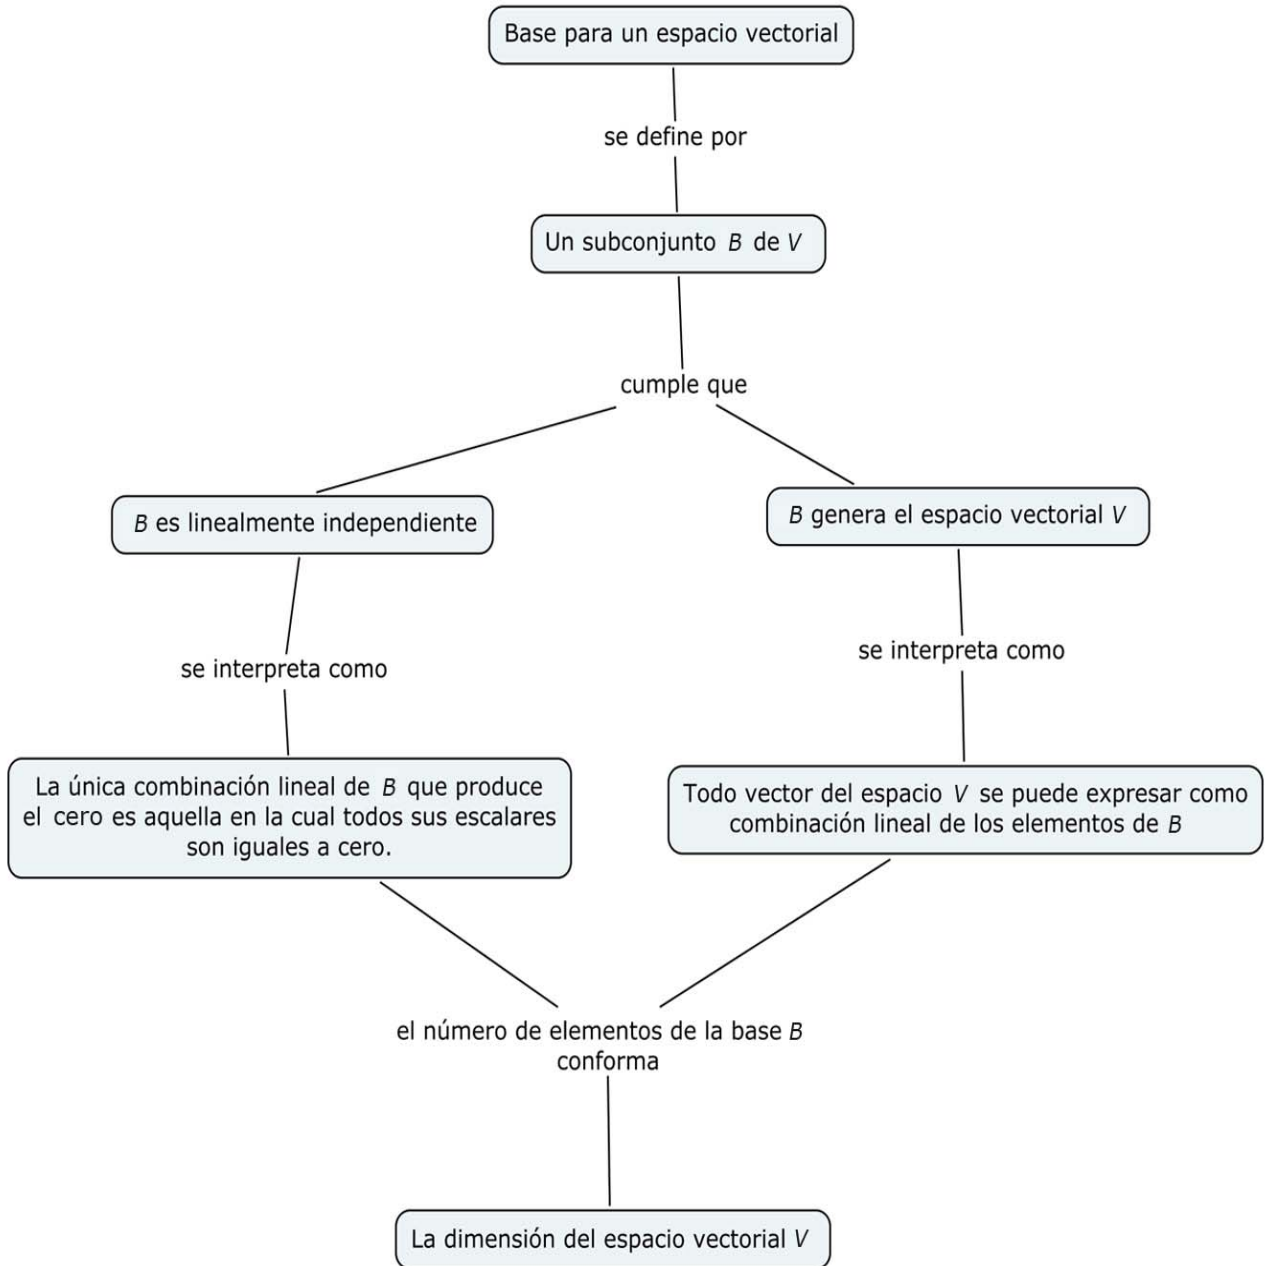 Base para un espacio vectorial
se define por
Un subconjunto B de V
cumple que
B es linealmente independiente
B genera el espacio vectorial V
se interpreta como
se interpreta como
La única combinación lineal de B que produce
el cero es aquella en la cual todos sus escalares
son iguales a cero.
Todo vector del espacio V se puede expresar como
combinación lineal de los elementos de B
el número de elementos de la base B
conforma
La dimensión del espacio vectorial V